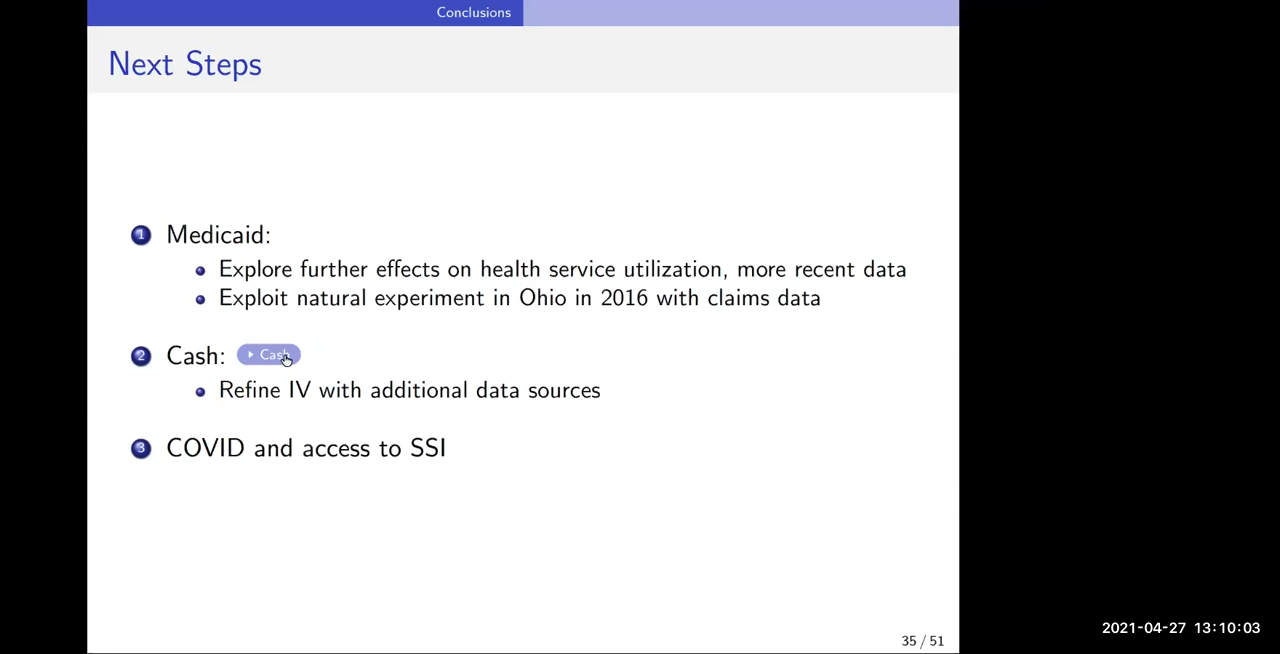 Conclusions
Next Steps
1 Medicaid:
Explore further effects on health service utilization, more recent data
Exploit natural experiment in Ohio in 2016 with claims data
2 Cash: Cash
Refine IV with additional data sources
3 COVID and access to SSI
35 / 51
2021-04-27 13:10:03